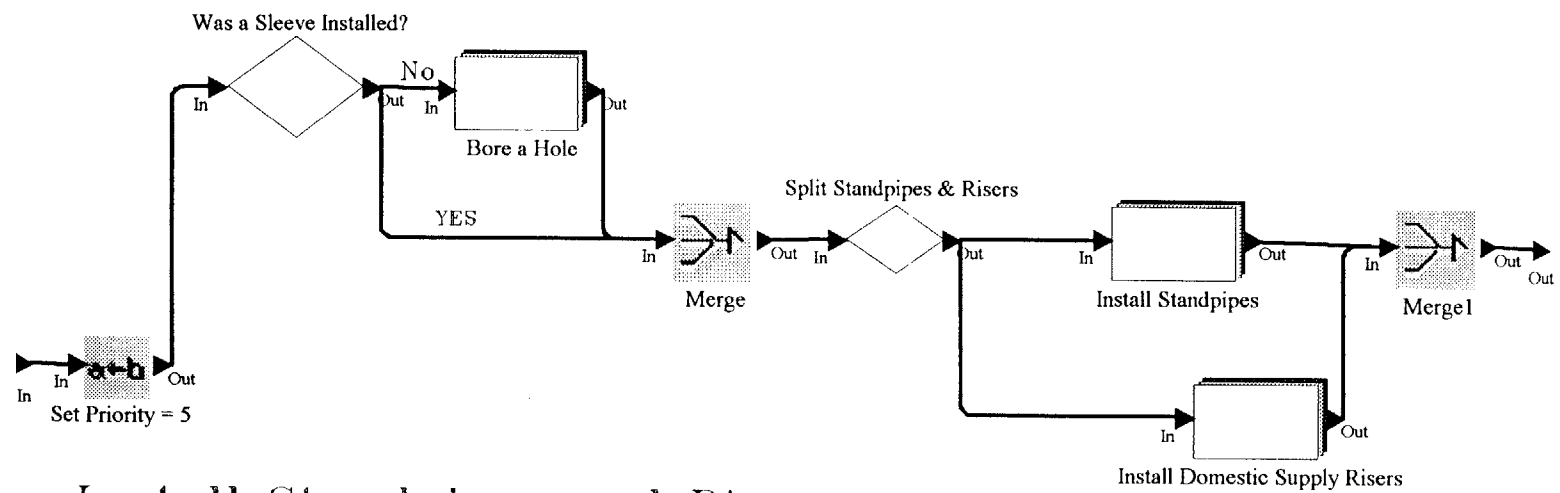 Was a Sleeve Installed?
In
Out
No
In
Out
Bore a Hole
YES
In
Merge
Out
Split Standpipes & Risers
In
Out
In
Out
Install Standpipes
In
Merge1
Out
Out
In
In
a←b
Out
Set Priority = 5
In
Out
Install Domestic Supply Risers